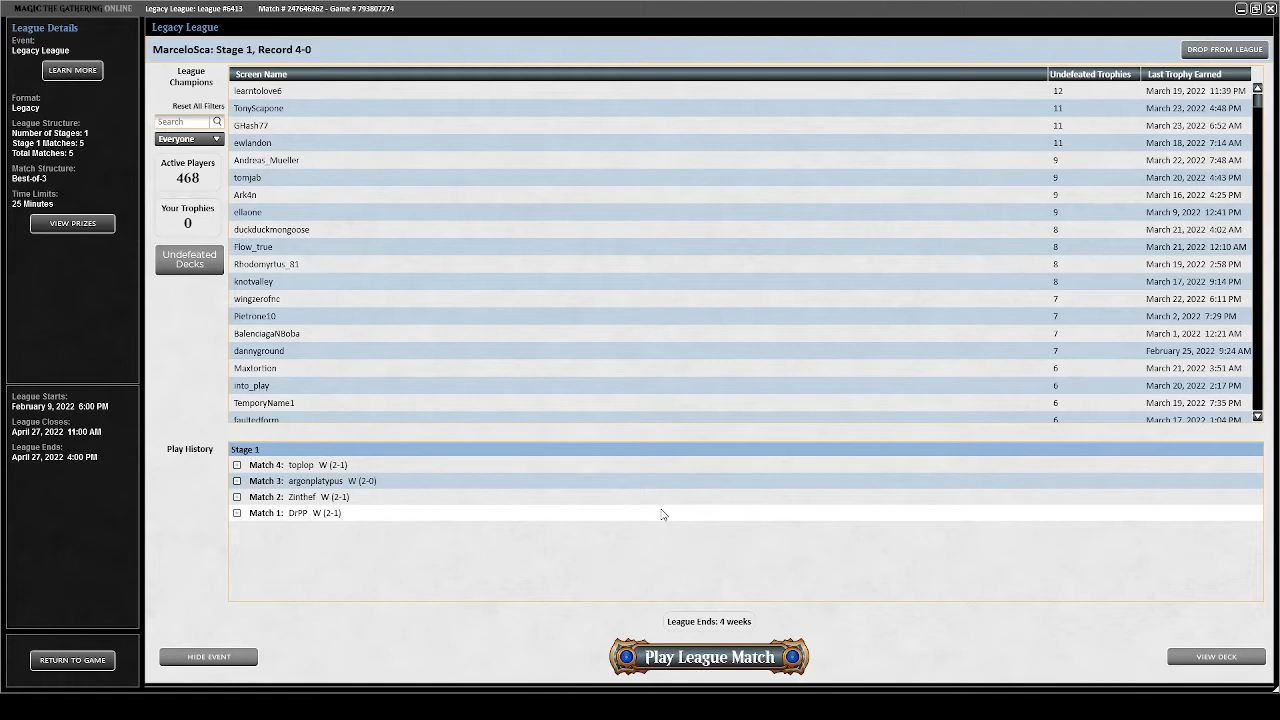 MAGIC THE GATHERING ONLINE
Legacy League: League #6413
Match # 247646262 - Game # 793807274
League Details
Event:
Legacy League
LEARN MORE
Format:
Legacy
League Structure:
Number of Stages: 1
Stage 1 Matches: 5
Total Matches: 5
Match Structure:
Best-of-3
Time Limits:
25 Minutes
VIEW PRIZES
League Starts:
February 9, 2022 6:00 PM
League Closes:
April 27, 2022 11:00 AM
League Ends:
April 27, 2022 4:00 PM
RETURN TO GAME
Legacy League
MarceloSca: Stage 1, Record 4-0
DROP FROM LEAGUE
League
Champions
Reset All Filters
Search
Everyone
Active Players
468
Your Trophies
0
Undefeated
Decks
Screen Name Undefeated Trophies Last Trophy Earned
learntolove6 12 March 19, 2022 11:39 PM
TonyScapone 11 March 23, 2022 4:48 PM
GHash77 11 March 23, 2022 6:52 AM
ewlandon 11 March 18, 2022 7:14 AM
Andreas_Mueller 9 March 22, 2022 7:48 AM
tomjab 9 March 20, 2022 4:43 PM
Ark4n 9 March 16, 2022 4:25 PM
ellaone 9 March 9, 2022 12:41 PM
duckduckmongoose 8 March 21, 2022 4:02 AM
Flow_true 8 March 21, 2022 12:10 AM
Rhodomyrtus_81 8 March 19, 2022 2:58 PM
knotvalley 8 March 17, 2022 9:14 PM
wingzerofnc 7 March 22, 2022 6:11 PM
Pietrone10 7 March 2, 2022 7:29 PM
BalenciagaNBoba 7 March 1, 2022 12:21 AM
dannyground 7 February 25, 2022 9:24 AM
Maxtortion 6 March 21, 2022 3:51 AM
into_play 6 March 20, 2022 2:17 PM
TemporyName1 6 March 19, 2022 7:35 PM
faultedform 6 March 17, 2022 1:04 PM
Play History
Stage 1
Match 4: toplop W (2-1)
Match 3: argonplatypus W (2-0)
Match 2: Zinthef W (2-1)
Match 1: DrPP W (2-1)
League Ends: 4 weeks
HIDE EVENT
Play League Match
VIEW DECK